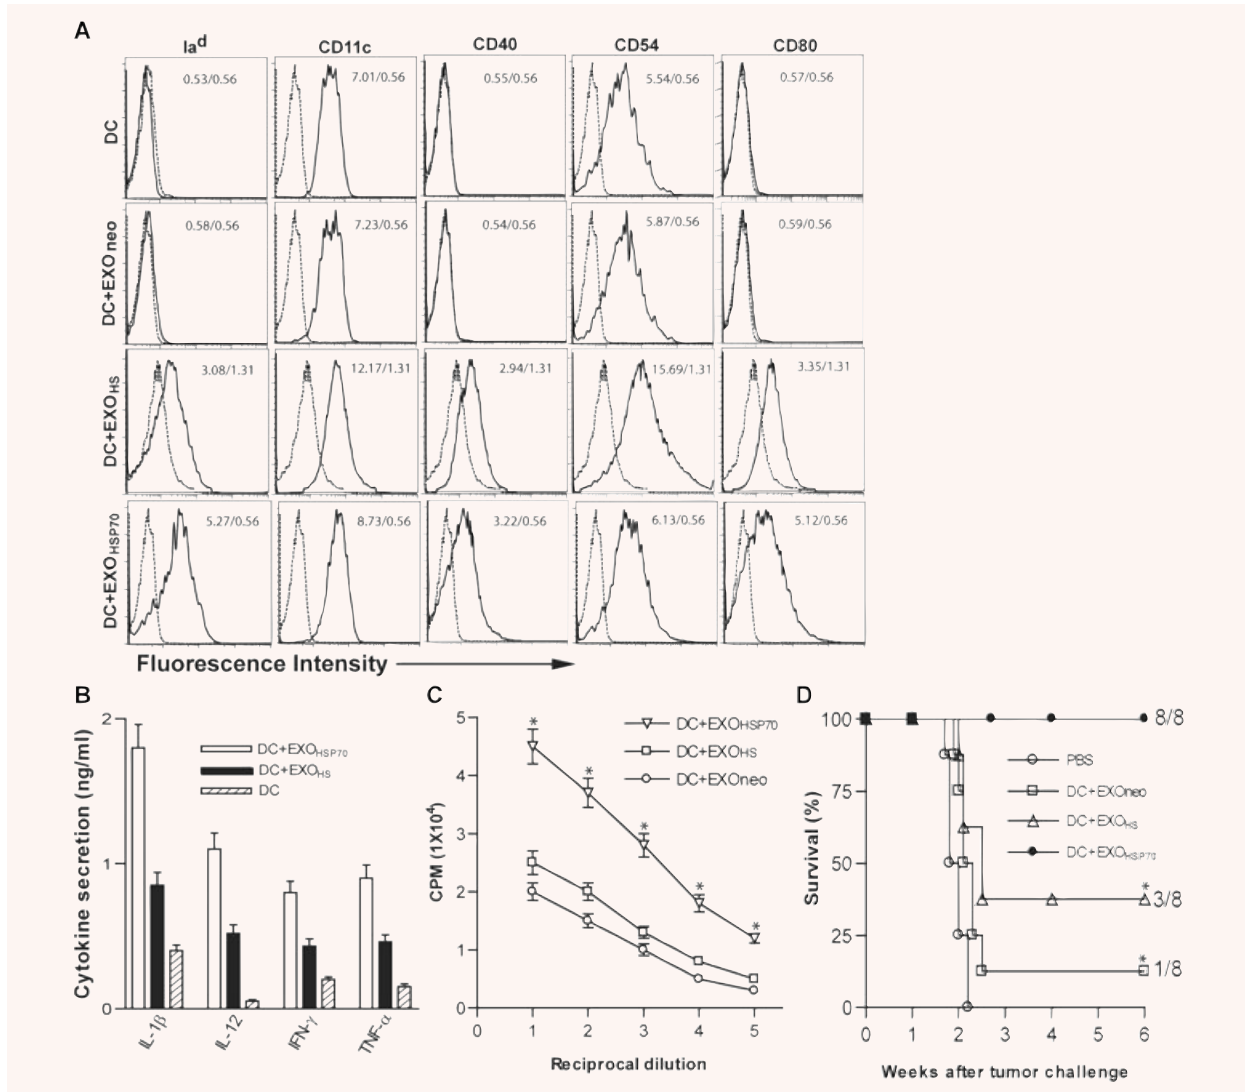 A
Iad CD11c CD40 CD54 CD80
DC
0.53/0.56 7.01/0.56 0.55/0.56 5.54/0.56 0.57/0.56
DC+EXOneo
0.58/0.56 7.23/0.56 0.54/0.56 5.87/0.56 0.59/0.56
DC+EXOHS
3.08/1.31 12.17/1.31 2.94/1.31 15.69/1.31 3.35/1.31
DC+EXOHSP70
5.27/0.56 8.73/0.56 3.22/0.56 6.13/0.56 5.12/0.56
Fluorescence Intensity
B
Cytokine secretion (ng/ml)
2
1
0
DC+EXOHSP70
DC+EXOHS
DC
IL-1β IL-12 IFN-γ TNF-α
C
CPM (1X10⁴)
5
4
3
2
1
0
DC+EXOHSP70
DC+EXOHS
DC+EXOneo
* * * * *
0 1 2 3 4 5
Reciprocal dilution
D
Survival (%)
100
75
50
25
0
8/8
PBS
DC+EXOneo
DC+EXOHS
DC+EXOHSP70
*
3/8
*
1/8
0 1 2 3 4 5 6
Weeks after tumor challenge